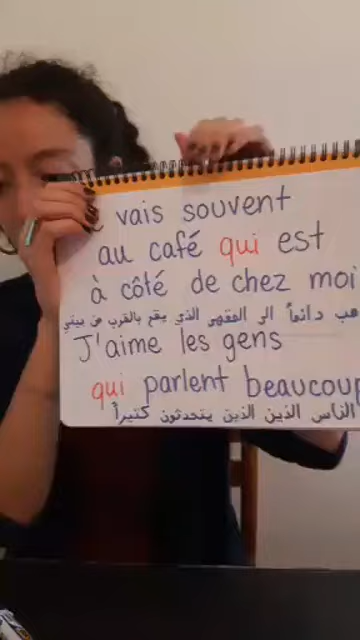 vais souvent
au café qui est
à côté de chez moi
دائماً الى المقهى الذي يقع بالقرب من بيتي
J'aime les gens
qui parlent beaucoup
الناس الذين الذين يتحدثون كثيراً